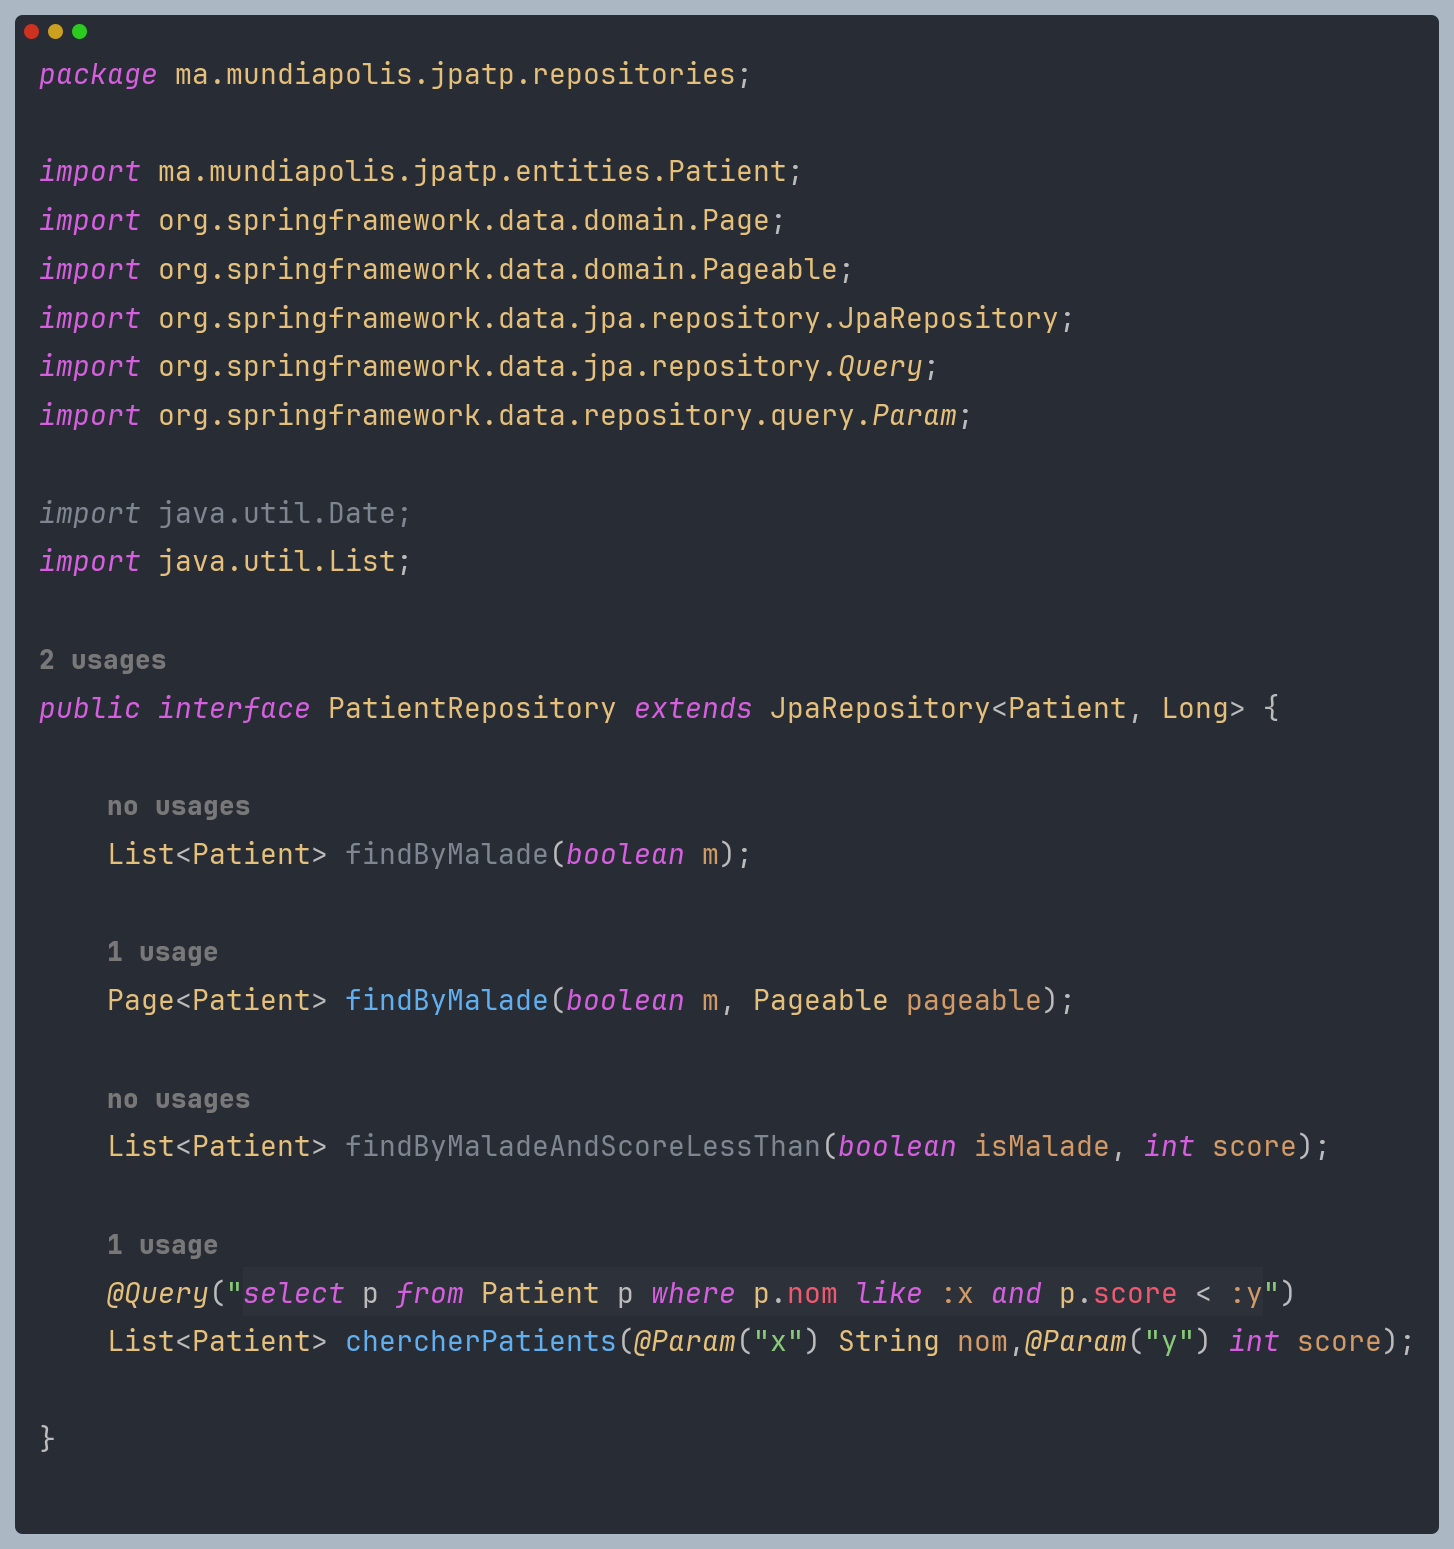 package ma.mundiapolis.jpatp.repositories;
import ma.mundiapolis.jpatp.entities.Patient;
import org.springframework.data.domain.Page;
import org.springframework.data.domain.Pageable;
import org.springframework.data.jpa.repository.JpaRepository;
import org.springframework.data.jpa.repository.Query;
import org.springframework.data.repository.query.Param;
import java.util.Date;
import java.util.List;
2 usages
public interface PatientRepository extends JpaRepository<Patient, Long> {
no usages
List<Patient> findByMalade(boolean m);
1 usage
Page<Patient> findByMalade(boolean m, Pageable pageable);
no usages
List<Patient> findByMaladeAndScoreLessThan(boolean isMalade, int score);
1 usage
@Query("select p from Patient p where p.nom like :x and p.score < :y")
List<Patient> chercherPatients(@Param("x") String nom,@Param("y") int score);
}